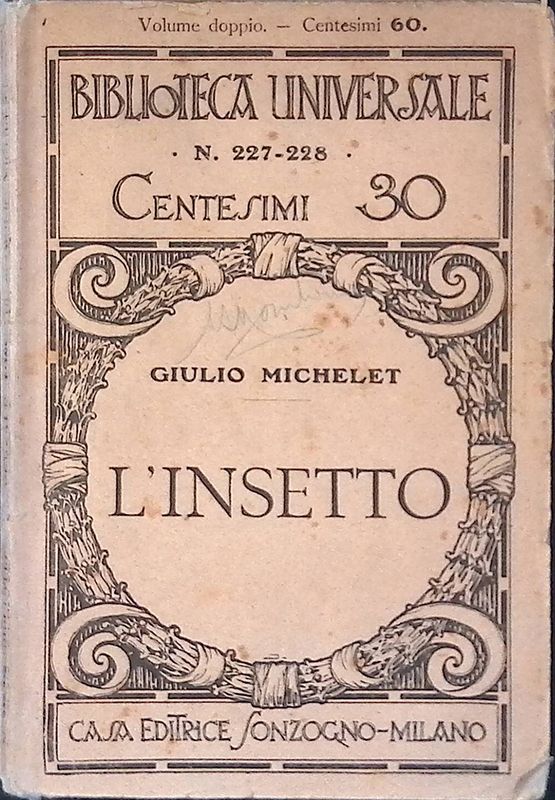 Volume doppio. — Centesimi 60.
BIBLIOTECA UNIVERSALE
· N. 227-228 ·
CENTESIMI 30
GIULIO MICHELET
L'INSETTO
CASA EDITRICE SONZOGNO-MILANO